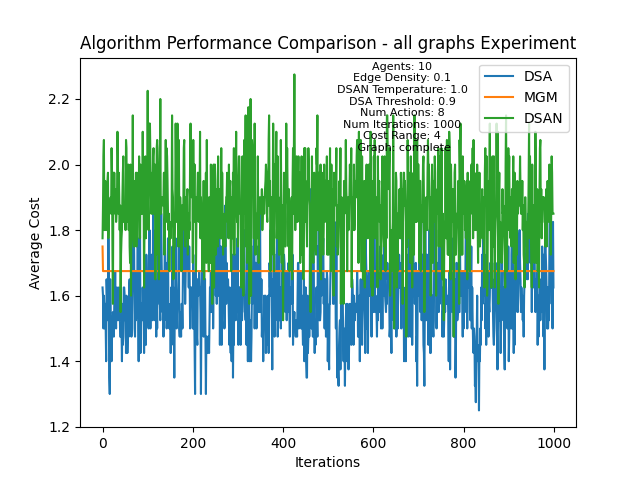 Algorithm Performance Comparison - all graphs Experiment
Agents: 10
Edge Density: 0.1
DSAN Temperature: 1.0
DSA Threshold: 0.9
Num Actions: 8
Num Iterations: 1000
Cost Range: 4
Graph: complete
DSA
MGM
DSAN
Average Cost
2.2
2.0
1.8
1.6
1.4
1.2
0
200
400
600
800
1000
Iterations